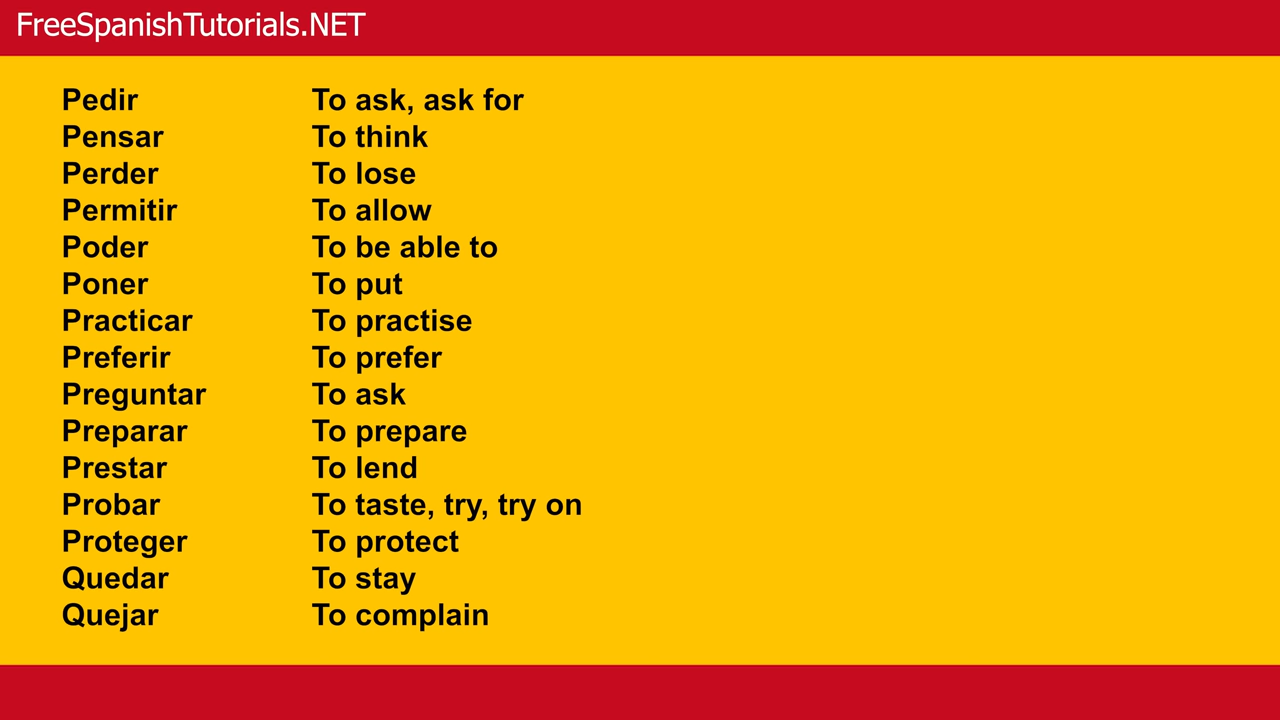 FreeSpanishTutorials.NET
Pedir To ask, ask for
Pensar To think
Perder To lose
Permitir To allow
Poder To be able to
Poner To put
Practicar To practise
Preferir To prefer
Preguntar To ask
Preparar To prepare
Prestar To lend
Probar To taste, try, try on
Proteger To protect
Quedar To stay
Quejar To complain